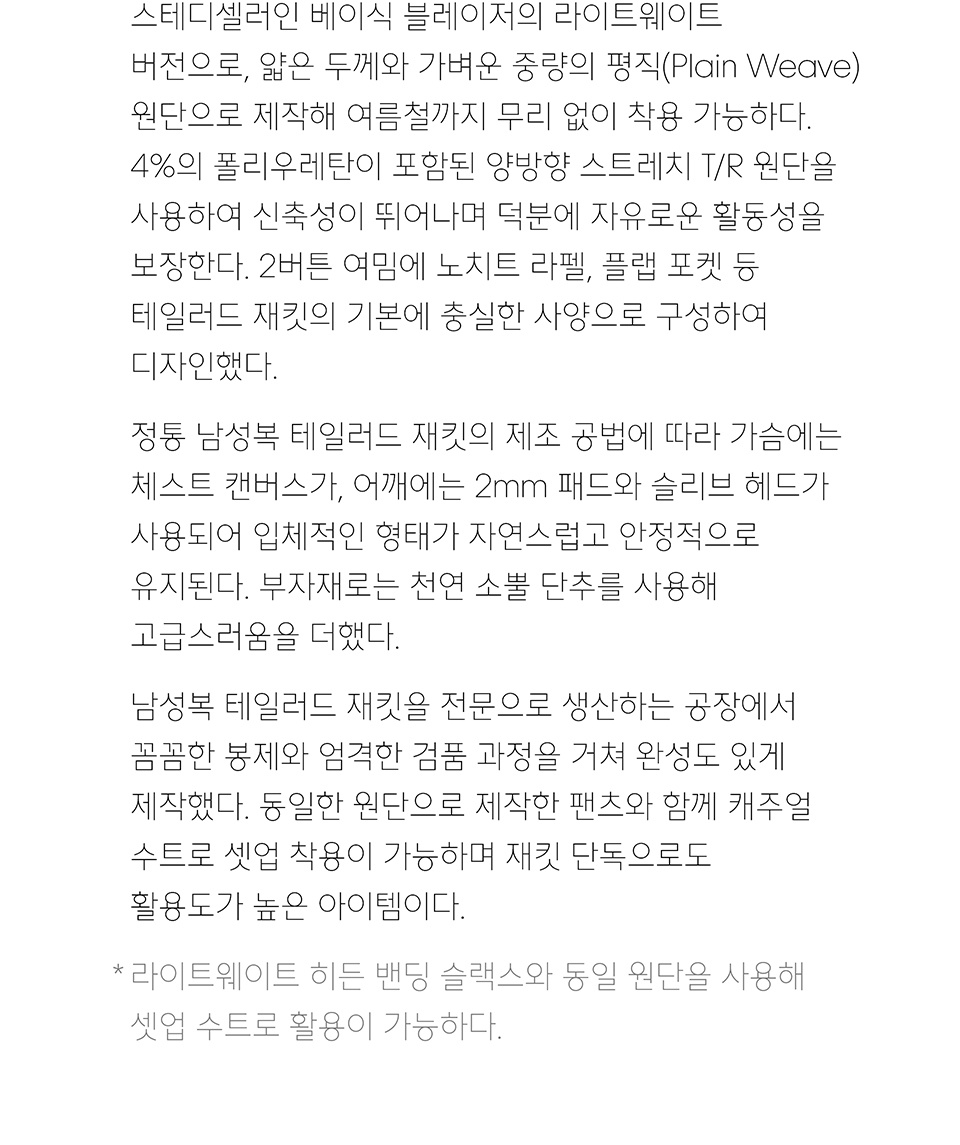 스테디셀러인 베이식 블레이저의 라이트웨이트
버전으로, 얇은 두께와 가벼운 중량의 평직(Plain Weave)
원단으로 제작해 여름철까지 무리 없이 착용 가능하다.
4%의 폴리우레탄이 포함된 양방향 스트레치 T/R 원단을
사용하여 신축성이 뛰어나며 덕분에 자유로운 활동성을
보장한다. 2버튼 여밈에 노치트 라펠, 플랩 포켓 등
테일러드 재킷의 기본에 충실한 사양으로 구성하여
디자인했다.
정통 남성복 테일러드 재킷의 제조 공법에 따라 가슴에는
체스트 캔버스가, 어깨에는 2mm 패드와 슬리브 헤드가
사용되어 입체적인 형태가 자연스럽고 안정적으로
유지된다. 부자재로는 천연 소뿔 단추를 사용해
고급스러움을 더했다.
남성복 테일러드 재킷을 전문으로 생산하는 공장에서
꼼꼼한 봉제와 엄격한 검품 과정을 거쳐 완성도 있게
제작했다. 동일한 원단으로 제작한 팬츠와 함께 캐주얼
수트로 셋업 착용이 가능하며 재킷 단독으로도
활용도가 높은 아이템이다.
* 라이트웨이트 히든 밴딩 슬랙스와 동일 원단을 사용해
셋업 수트로 활용이 가능하다.